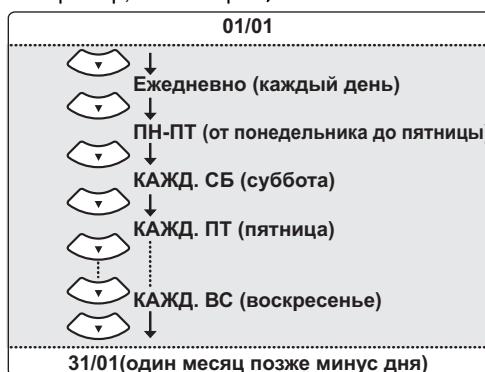 01/01
Ежедневно (каждый день)
ПН-ПТ (от понедельника до пятницы)
КАЖД. СБ (суббота)
КАЖД. ПТ (пятница)
КАЖД. ВС (воскресенье)
31/01(один месяц позже минус дня)